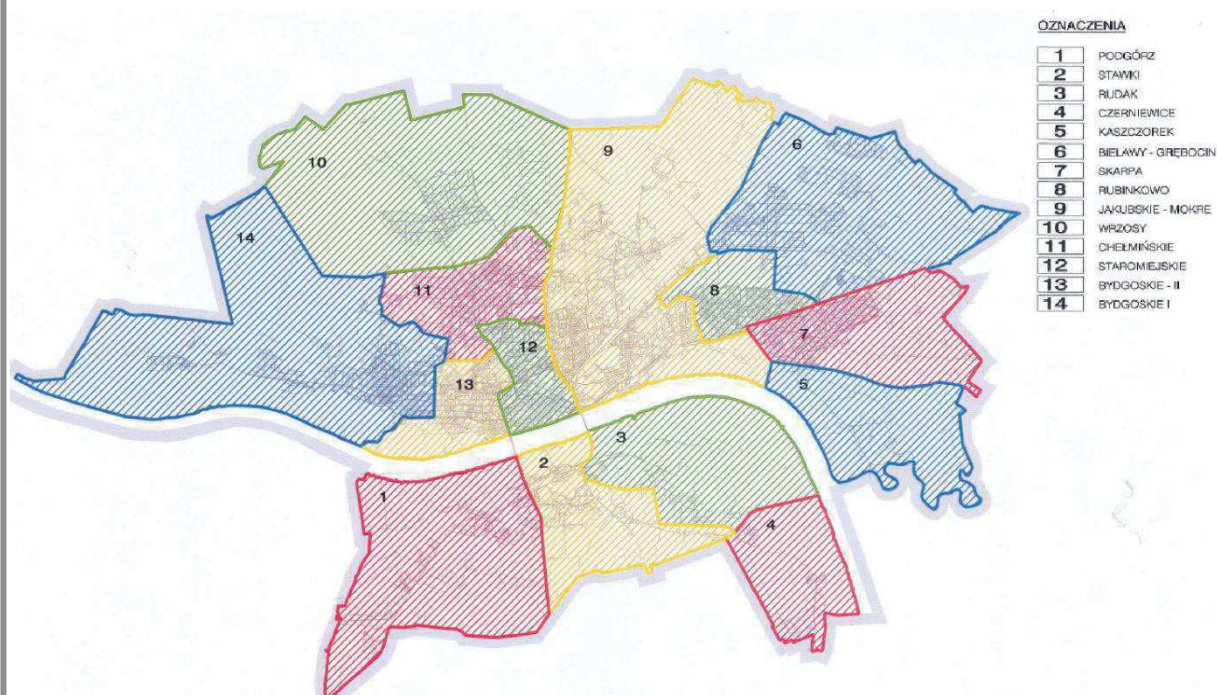 OZNACZENIA
1 PODGÓRZ
2 STAWKI
3 RUDAK
4 CZERNIEWICE
5 KASZCZOREK
6 BIELAWY - GRĘBOCIN
7 SKARPA
8 RUBINKOWO
9 JAKUBSKIE - MOKRE
10 WRZOSY
11 CHEŁMIŃSKIE
12 STAROMIEJSKIE
13 BYDGOSKIE - II
14 BYDGOSKIE I
6
9
10
14
11
8
7
12
13
5
3
2
1
4